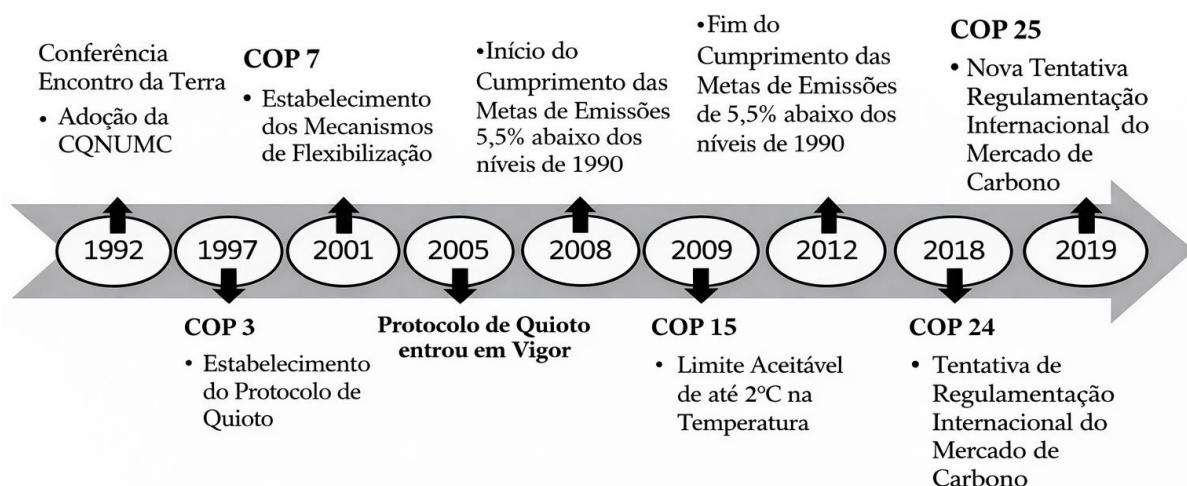 Conferência
Encontro da Terra
• Adoção da
CQNUMC
COP 7
• Estabelecimento
dos Mecanismos
de Flexibilização
•Início do
Cumprimento das
Metas de Emissões
5,5% abaixo dos
níveis de 1990
•Fim do
Cumprimento das
Metas de Emissões
de 5,5% abaixo dos
níveis de 1990
COP 25
• Nova Tentativa
Regulamentação
Internacional do
Mercado de
Carbono
1992
1997
2001
2005
2008
2009
2012
2018
2019
COP 3
• Estabelecimento
do Protocolo de
Quioto
Protocolo de Quioto
entrou em Vigor
COP 15
• Limite Aceitável
de até 2°C na
Temperatura
COP 24
• Tentativa de
Regulamentação
Internacional do
Mercado de
Carbono